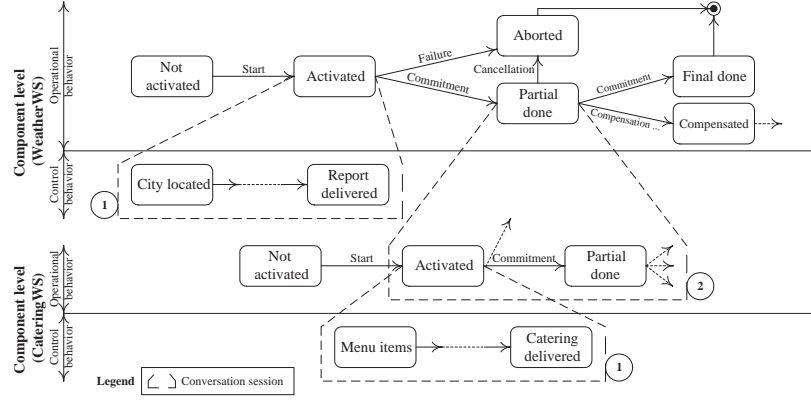 Component level
(WeatherWS)
Operational
behavior
Not
activated
Start
Activated
Failure
Commitment
Aborted
Cancellation
Partial
done
Commitment
Compensation ...
Final done
Compensated
Control
behavior
1
City located
Report
delivered
Component level
(CateringWS)
Operational
behavior
Not
activated
Start
Activated
Commitment
Partial
done
2
Control
behavior
Menu items
Catering
delivered
1
Legend
Conversation session